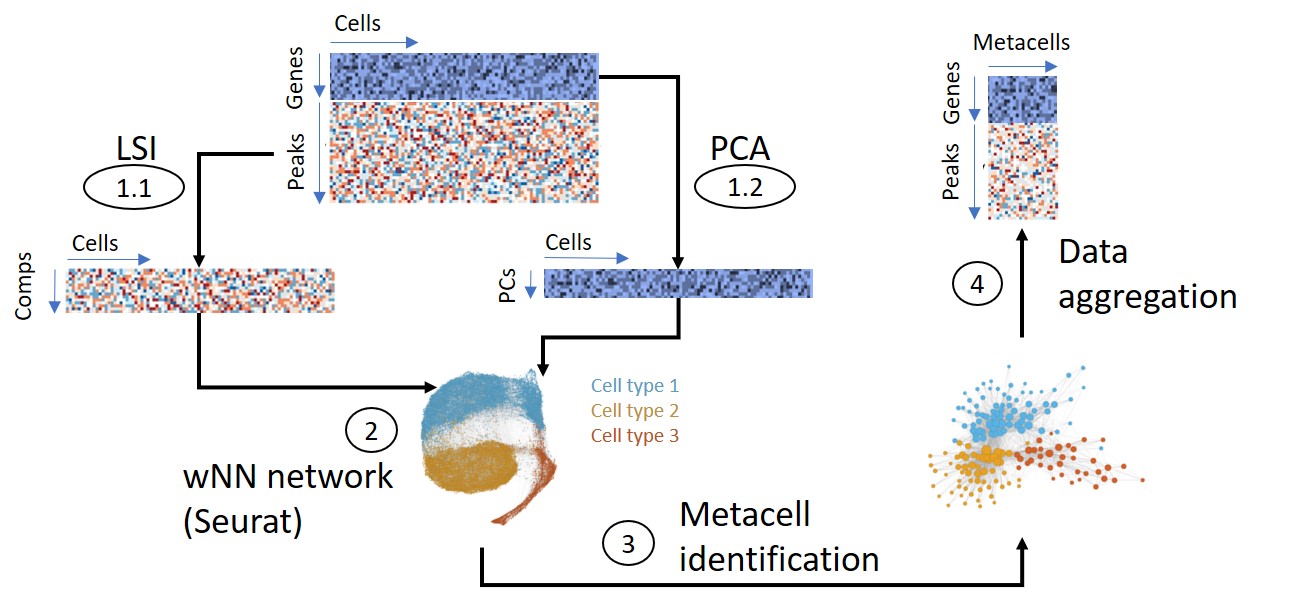 Cells
Genes
Peaks
LSI
1.1
PCA
1.2
Cells
Comps
Cells
PCs
Cell type 1
Cell type 2
Cell type 3
2
wNN network
(Seurat)
3
Metacell
identification
Metacells
Genes
Peaks
4
Data
aggregation